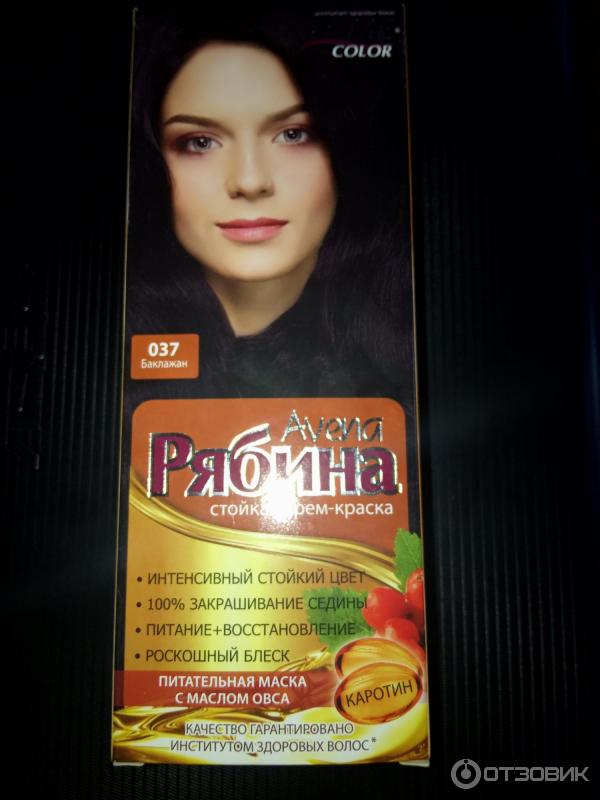 COLOR
037
Баклажан
Avena
Рябина
стойкая крем-краска
• ИНТЕНСИВНЫЙ СТОЙКИЙ ЦВЕТ
• 100% ЗАКРАШИВАНИЕ СЕДИНЫ
• ПИТАНИЕ+ВОССТАНОВЛЕНИЕ
• РОСКОШНЫЙ БЛЕСК
ПИТАТЕЛЬНАЯ МАСКА
С МАСЛОМ ОВСА
КАРОТИН
КАЧЕСТВО ГАРАНТИРОВАНО
ИНСТИТУТОМ ЗДОРОВЫХ ВОЛОС*
ОТЗОВИК